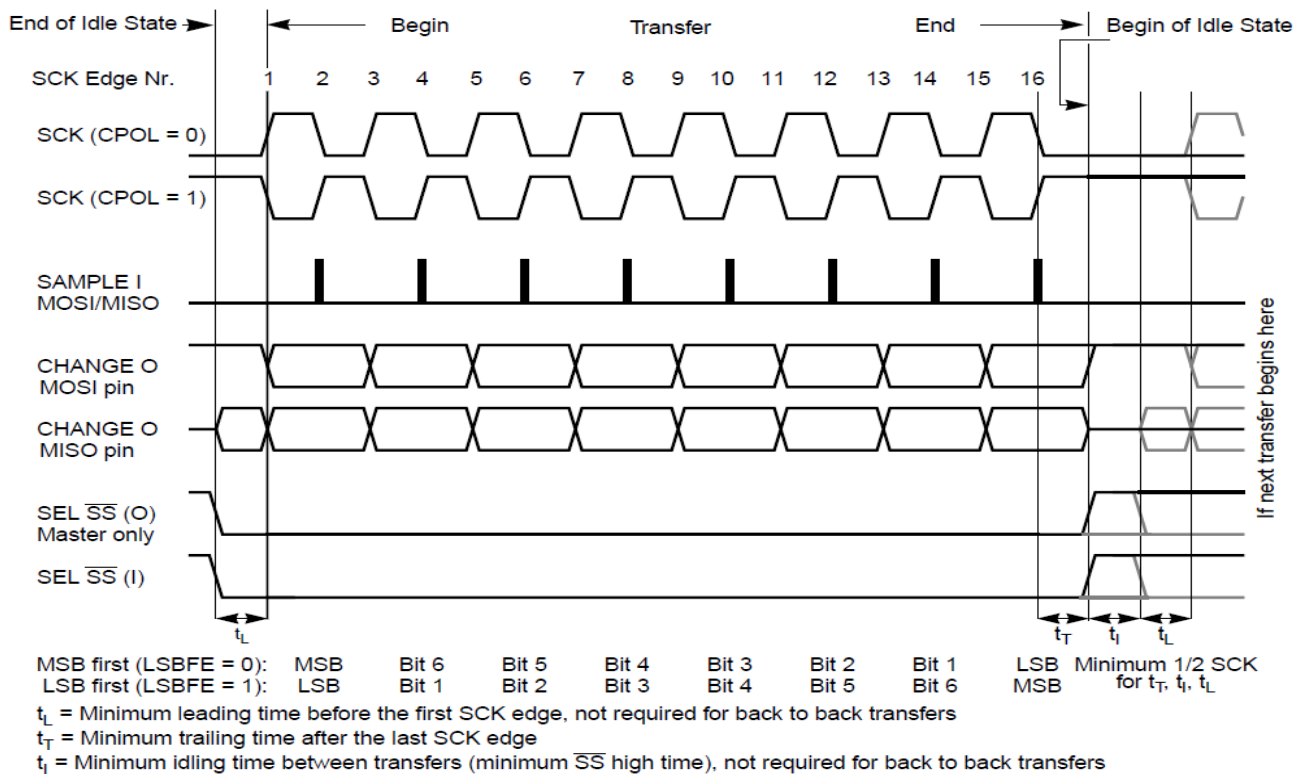 End of Idle State Begin Transfer End Begin of Idle State
SCK Edge Nr. 1 2 3 4 5 6 7 8 9 10 11 12 13 14 15 16
SCK (CPOL = 0)
SCK (CPOL = 1)
SAMPLE I
MOSI/MISO
CHANGE O
MOSI pin
CHANGE O
MISO pin
SEL SS (O)
Master only
SEL SS (I)
If next transfer begins here
tL tT tI tL
MSB first (LSBFE = 0): MSB Bit 6 Bit 5 Bit 4 Bit 3 Bit 2 Bit 1 LSB Minimum 1/2 SCK
LSB first (LSBFE = 1): LSB Bit 1 Bit 2 Bit 3 Bit 4 Bit 5 Bit 6 MSB for tT, tI, tL
tL = Minimum leading time before the first SCK edge, not required for back to back transfers
tT = Minimum trailing time after the last SCK edge
tI = Minimum idling time between transfers (minimum SS high time), not required for back to back transfers